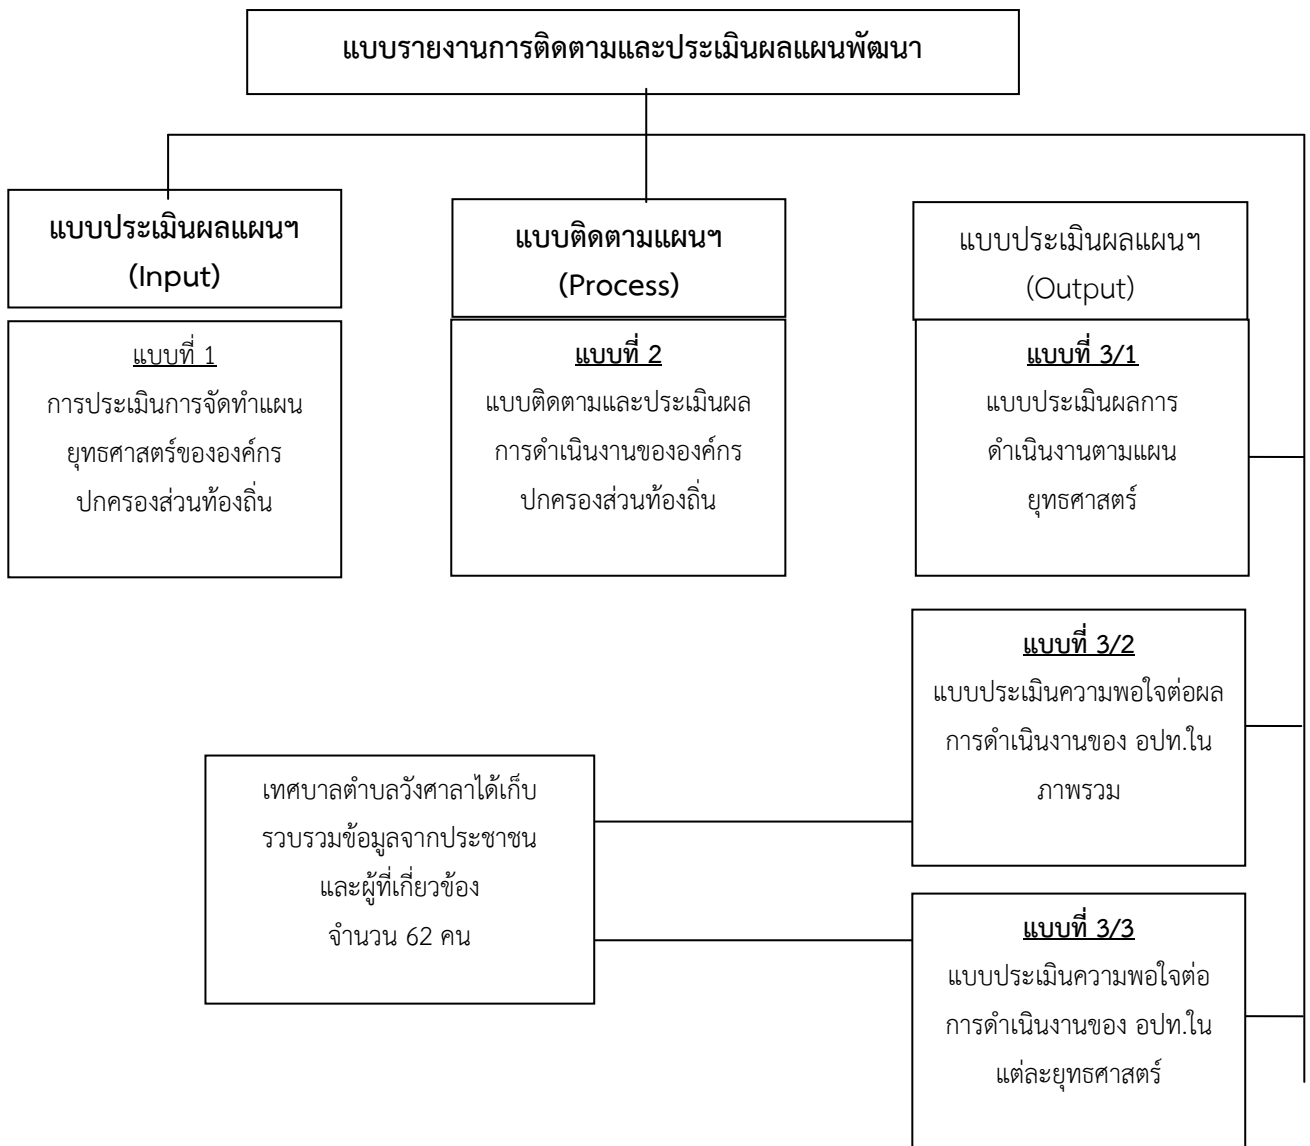 แบบรายงานการติดตามและประเมินผลแผนพัฒนา
แบบประเมินผลแผนฯ
(Input)
แบบที่ 1
การประเมินการจัดทำแผน
ยุทธศาสตร์ขององค์กร
ปกครองส่วนท้องถิ่น
แบบติดตามแผนฯ
(Process)
แบบที่ 2
แบบติดตามและประเมินผล
การดำเนินงานขององค์กร
ปกครองส่วนท้องถิ่น
แบบประเมินผลแผนฯ
(Output)
แบบที่ 3/1
แบบประเมินผลการ
ดำเนินงานตามแผน
ยุทธศาสตร์
แบบที่ 3/2
แบบประเมินความพอใจต่อผล
การดำเนินงานของ อปท.ใน
ภาพรวม
เทศบาลตำบลวังศาลาได้เก็บ
รวบรวมข้อมูลจากประชาชน
และผู้ที่เกี่ยวข้อง
จำนวน 62 คน
แบบที่ 3/3
แบบประเมินความพอใจต่อ
การดำเนินงานของ อปท.ใน
แต่ละยุทธศาสตร์